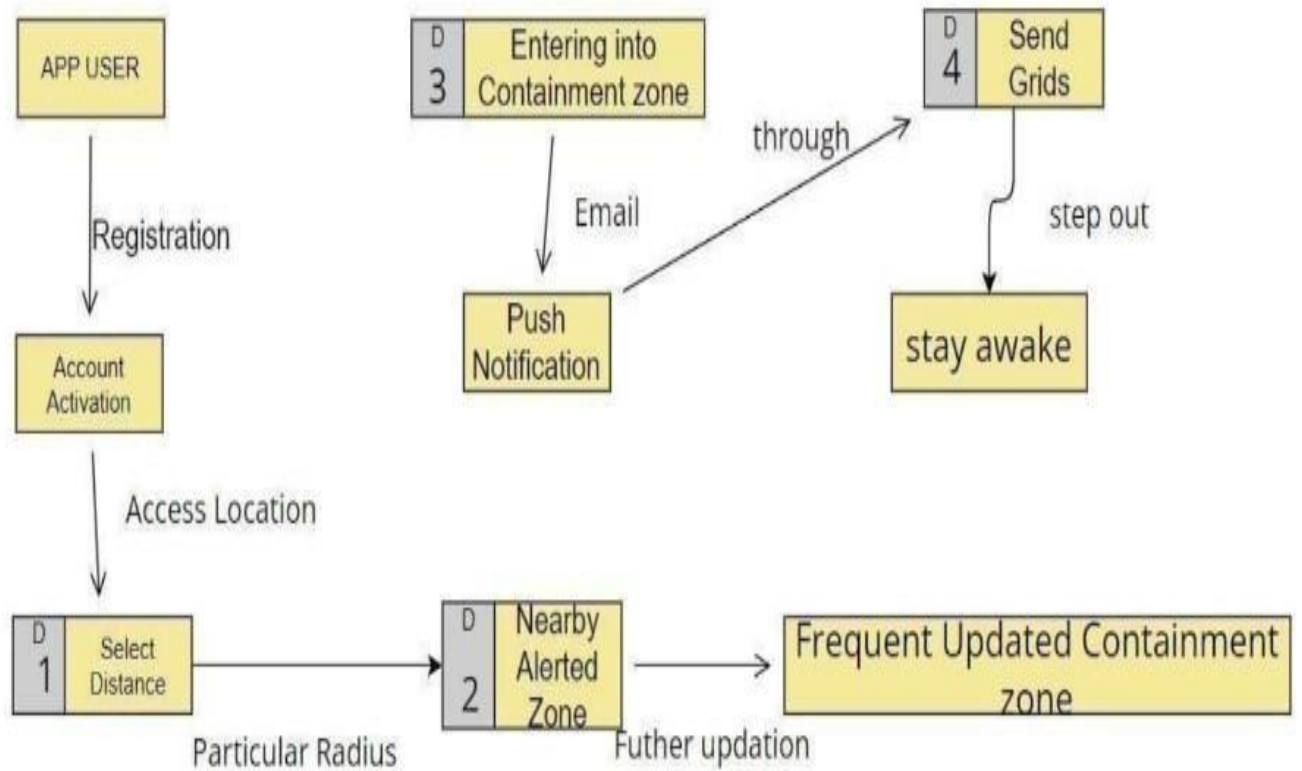 APP USER
Registration
Account
Activation
Access Location
D
1
Select
Distance
Particular Radius
D
2
Nearby
Alerted
Zone
Futher updation
Frequent Updated Containment
zone
D
3
Entering into
Containment zone
Email
Push
Notification
through
D
4
Send
Grids
step out
stay awake